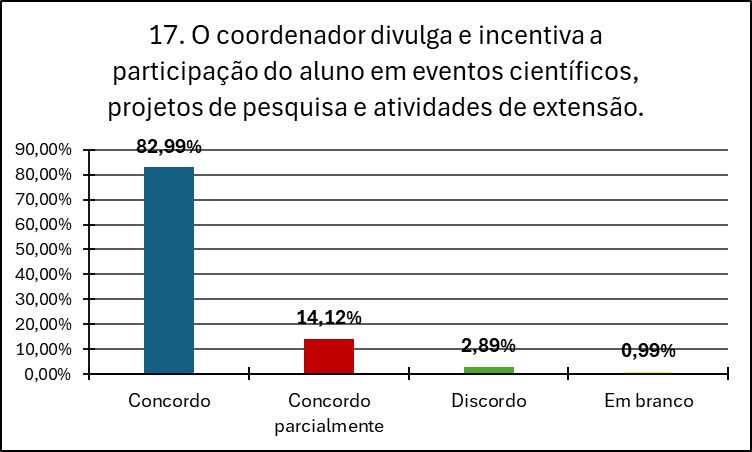 17. O coordenador divulga e incentiva a
participação do aluno em eventos científicos,
projetos de pesquisa e atividades de extensão.
90,00%
80,00%
70,00%
60,00%
50,00%
40,00%
30,00%
20,00%
10,00%
0,00%
82,99%
14,12%
2,89%
0,99%
Concordo
Concordo
parcialmente
Discordo
Em branco